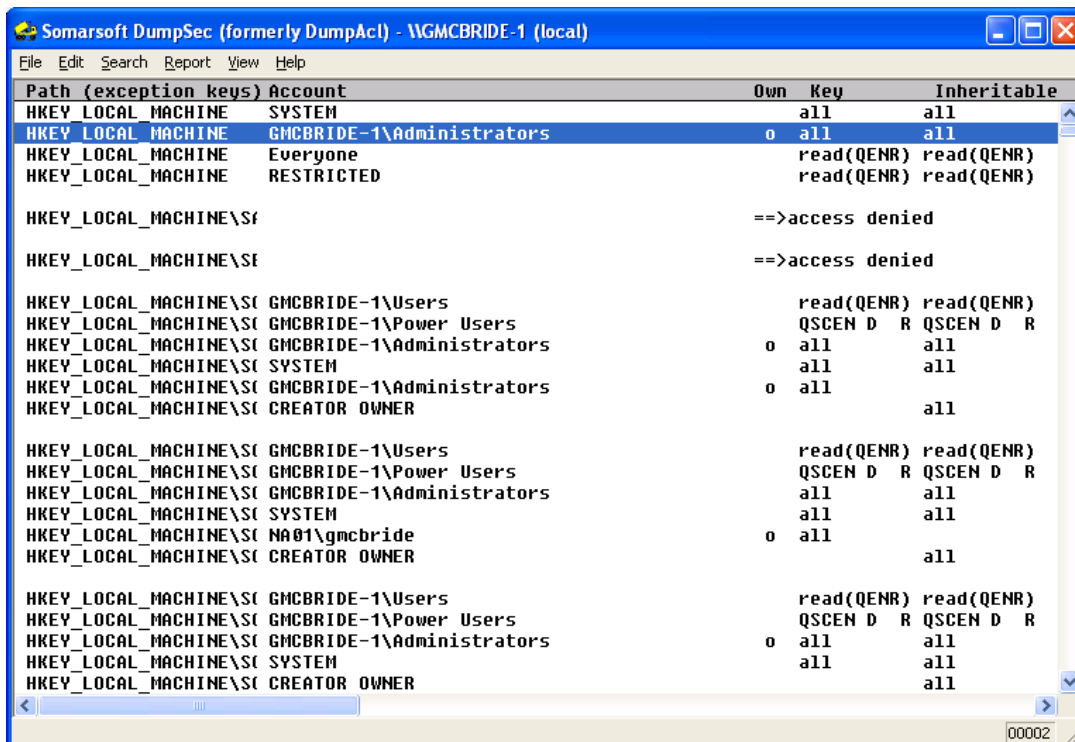 Somarsoft DumpSec (formerly DumpAcl) - \\GMCBRIDE-1 (local)
File Edit Search Report View Help
Path (exception keys) Account Own Key Inheritable
HKEY_LOCAL_MACHINE SYSTEM all all
HKEY_LOCAL_MACHINE GMCBRIDE-1\Administrators o all all
HKEY_LOCAL_MACHINE Everyone read(QENR) read(QENR)
HKEY_LOCAL_MACHINE RESTRICTED read(QENR) read(QENR)
HKEY_LOCAL_MACHINE\SA ==>access denied
HKEY_LOCAL_MACHINE\SE ==>access denied
HKEY_LOCAL_MACHINE\SO GMCBRIDE-1\Users read(QENR) read(QENR)
HKEY_LOCAL_MACHINE\SO GMCBRIDE-1\Power Users QSCEN D R QSCEN D R
HKEY_LOCAL_MACHINE\SO GMCBRIDE-1\Administrators o all all
HKEY_LOCAL_MACHINE\SO SYSTEM all all
HKEY_LOCAL_MACHINE\SO GMCBRIDE-1\Administrators o all
HKEY_LOCAL_MACHINE\SO CREATOR OWNER all
HKEY_LOCAL_MACHINE\SO GMCBRIDE-1\Users read(QENR) read(QENR)
HKEY_LOCAL_MACHINE\SO GMCBRIDE-1\Power Users QSCEN D R QSCEN D R
HKEY_LOCAL_MACHINE\SO GMCBRIDE-1\Administrators all all
HKEY_LOCAL_MACHINE\SO SYSTEM all all
HKEY_LOCAL_MACHINE\SO NA01\gmcbride o all
HKEY_LOCAL_MACHINE\SO CREATOR OWNER all
HKEY_LOCAL_MACHINE\SO GMCBRIDE-1\Users read(QENR) read(QENR)
HKEY_LOCAL_MACHINE\SO GMCBRIDE-1\Power Users QSCEN D R QSCEN D R
HKEY_LOCAL_MACHINE\SO GMCBRIDE-1\Administrators o all all
HKEY_LOCAL_MACHINE\SO SYSTEM all all
HKEY_LOCAL_MACHINE\SO CREATOR OWNER all
00002